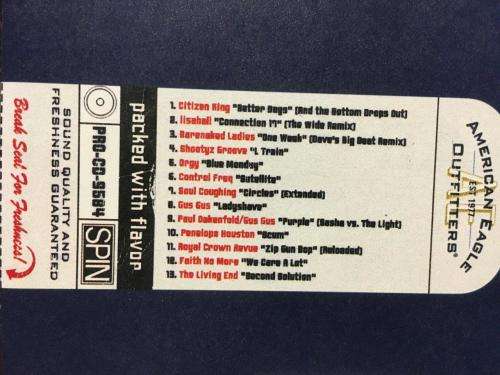 AMERICAN EAGLE
AE
EST. 1977
OUTFITTERS®
1. Citizen King "Better Days" (And the Bottom Drops Out)
2. lisahall "Connection 19" (The Wide Remix)
3. Barenaked Ladies "One Week" (Dave's Big Beat Remix)
4. Shootyz Groove "L Train"
5. Orgy "Blue Monday"
6. Control Freq "Satellite"
7. Soul Coughing "Circles" (Extended)
8. Gus Gus "Ladyshave"
9. Paul Oakenfold/Gus Gus "Purple" (Sasha vs. The Light)
10. Penelope Houston "Scum"
11. Royal Crown Revue "Zip Gun Bop" (Reloaded)
12. Faith No More "We Care A Lot"
13. The Living End "Second Solution"
packed with flavor
PRO-CD-9584
SPIN
SOUND QUALITY AND
FRESHNESS GUARANTEED
Break Seal For Freshness!